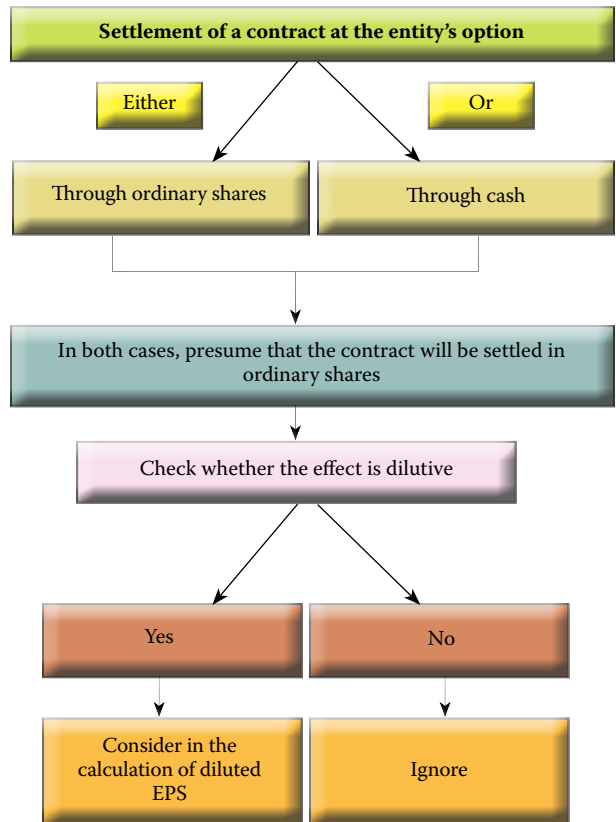 Settlement of a contract at the entity’s option
Either
Or
Through ordinary shares
Through cash
In both cases, presume that the contract will be settled in
ordinary shares
Check whether the effect is dilutive
Yes
No
Consider in the
calculation of diluted
EPS
Ignore